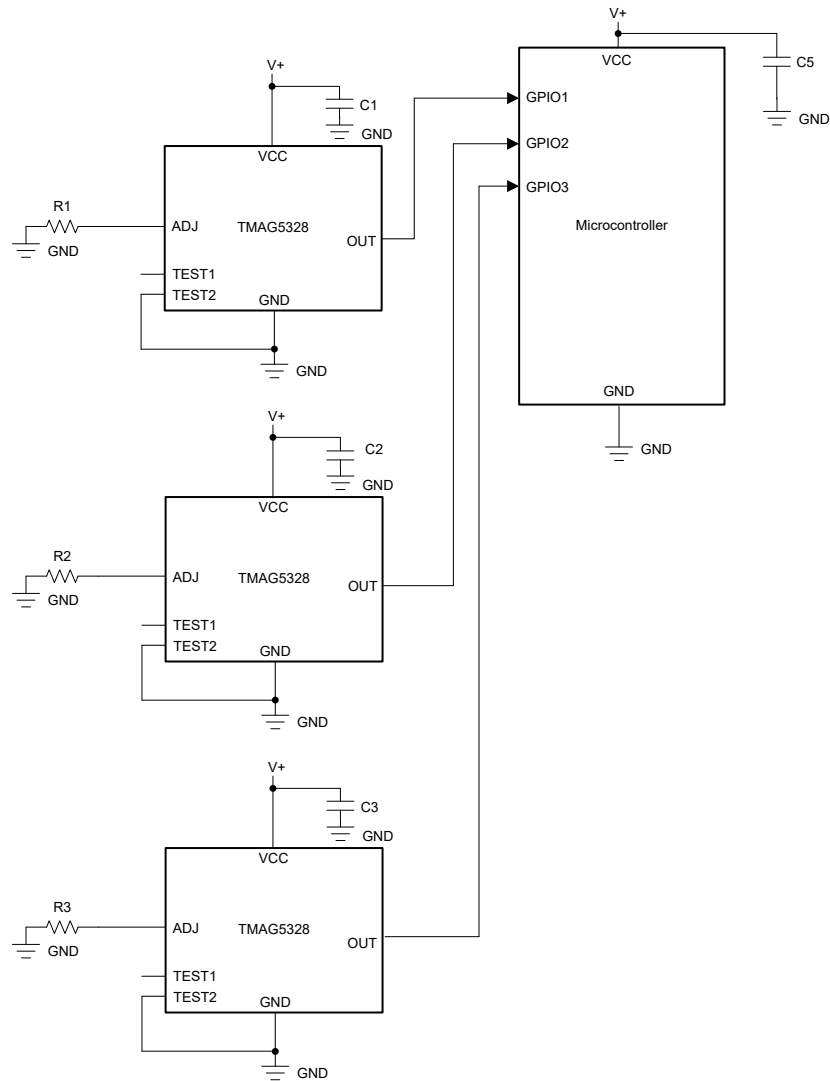 V+
C1
GND
VCC
R1
GND
ADJ
TMAG5328
OUT
TEST1
TEST2
GND
GND
V+
C5
GND
VCC
GPIO1
GPIO2
GPIO3
Microcontroller
GND
GND
V+
C2
GND
VCC
R2
GND
ADJ
TMAG5328
OUT
TEST1
TEST2
GND
GND
V+
C3
GND
VCC
R3
GND
ADJ
TMAG5328
OUT
TEST1
TEST2
GND
GND